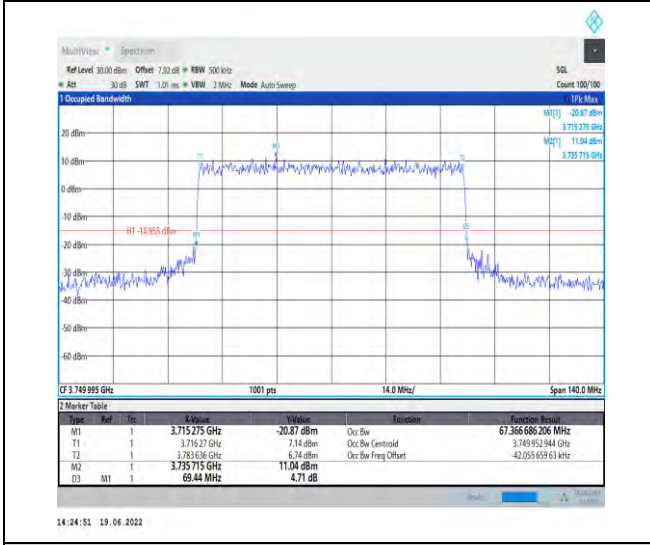 MultiView Spectrum
Ref Level 30.00 dBm Offset 7.92 dB RBW 500 kHz SGL
Att 30 dB SWT 1.01 ms VBW 2 MHz Mode Auto Sweep Count 100/100
1 Occupied Bandwidth 1Pk Max
M1[1] -20.87 dBm
3.715 275 GHz
M2[1] 11.04 dBm
3.735 715 GHz
20 dBm
10 dBm
0 dBm
-10 dBm
H1 -14.955 dBm
-20 dBm
-30 dBm
-40 dBm
-50 dBm
-60 dBm
CF 3.749 995 GHz 1001 pts 14.0 MHz/ Span 140.0 MHz
2 Marker Table
Type Ref Trc X-Value Y-Value Function Function Result
M1 1 3.715 275 GHz -20.87 dBm Occ Bw 67.366 686 206 MHz
T1 1 3.716 27 GHz 7.14 dBm Occ Bw Centroid 3.749 952 944 GHz
T2 1 3.783 636 GHz 6.74 dBm Occ Bw Freq Offset -42.055 659 63 kHz
M2 1 3.735 715 GHz 11.04 dBm
D3 M1 1 69.44 MHz 4.71 dB
14:24:51 19.06.2022